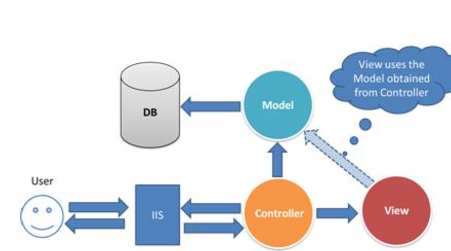 View uses the
Model obtained
from Controller
DB
Model
User
IIS
Controller
View